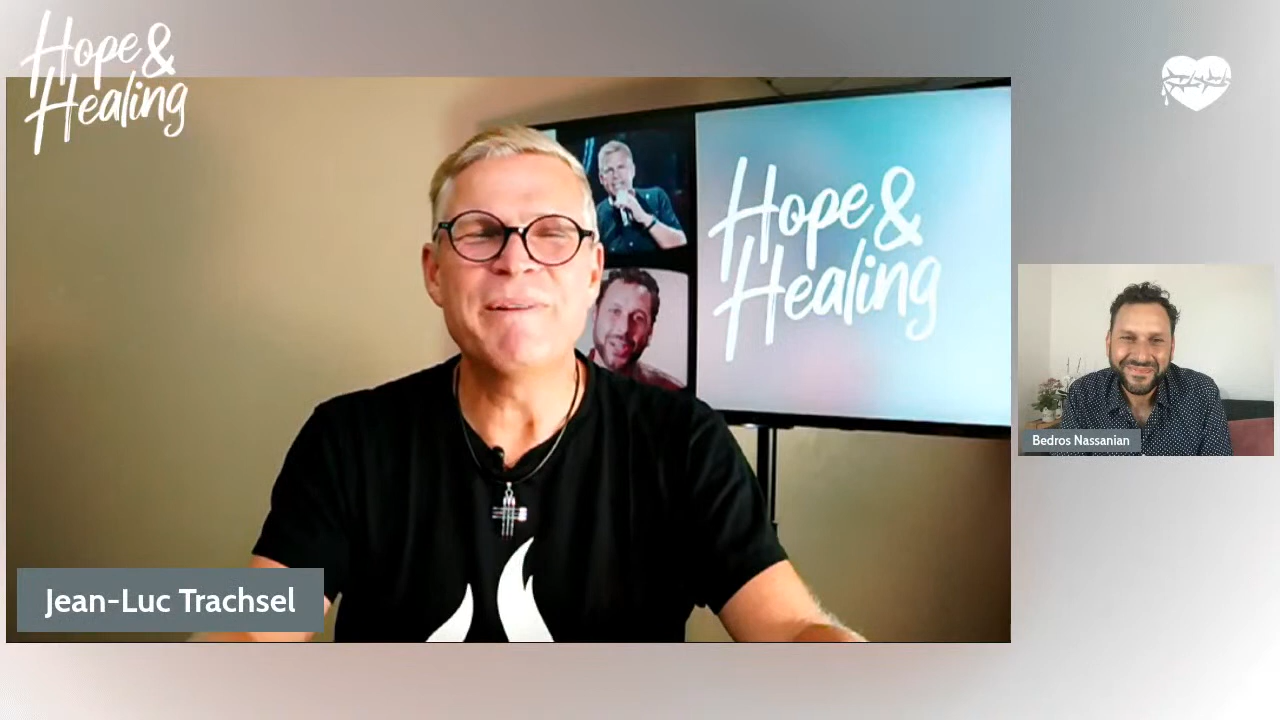 Hope &
Healing
Hope &
Healing
Bedros Nassanian
Jean-Luc Trachsel